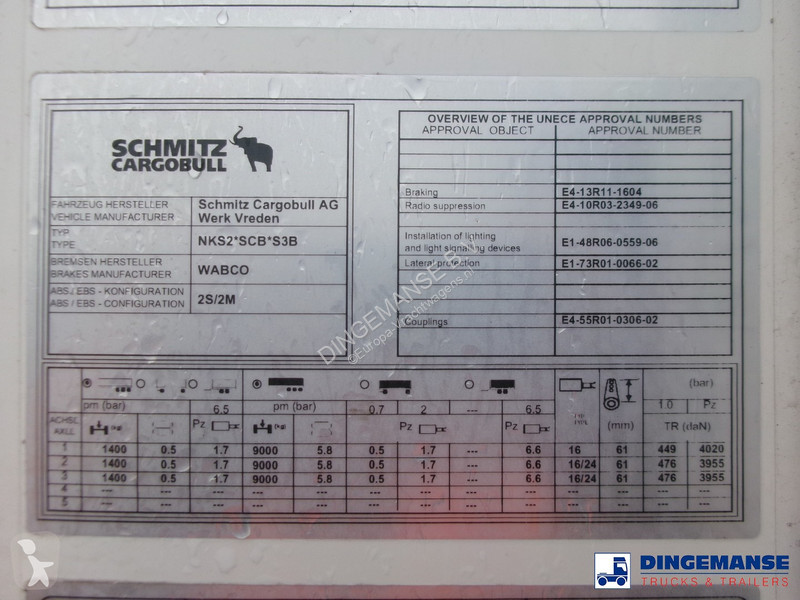 SCHMITZ
CARGOBULL
FAHRZEUG HERSTELLER
VEHICLE MANUFACTURER
Schmitz Cargobull AG
Werk Vreden
TYP
TYPE
NKS2*SCB*S3B
BREMSEN HERSTELLER
BRAKES MANUFACTURER
WABCO
ABS / EBS - KONFIGURATION
ABS / EBS - CONFIGURATION
2S/2M
OVERVIEW OF THE UNECE APPROVAL NUMBERS
APPROVAL OBJECT APPROVAL NUMBER
Braking E4-13R11-1604
Radio suppression E4-10R03-2349-06
Installation of lighting
and light signalling devices E1-48R06-0559-06
Lateral protection E1-73R01-0066-02
Couplings E4-55R01-0306-02
DINGEMANSE B.V.
©Europa-Vrachtwagens.nl
(bar)
pm (bar) 6.5 pm (bar) 0.7 2 --- 6.5 TYP TYPE 1.0 Pz
ACHSE
AXLE (kg) Pz (kg) Pz Pz (mm) TR (daN)
1 1400 0.5 1.7 9000 5.8 0.5 1.7 --- 6.6 16 61 449 4020
2 1400 0.5 1.7 9000 5.8 0.5 1.7 --- 6.6 16/24 61 476 3955
3 1400 0.5 1.7 9000 5.8 0.5 1.7 --- 6.6 16/24 61 476 3955
4 --- --- --- --- --- --- --- --- --- --- --- --- ---
5 --- --- --- --- --- --- --- --- --- --- --- --- ---
DINGEMANSE
TRUCKS & TRAILERS